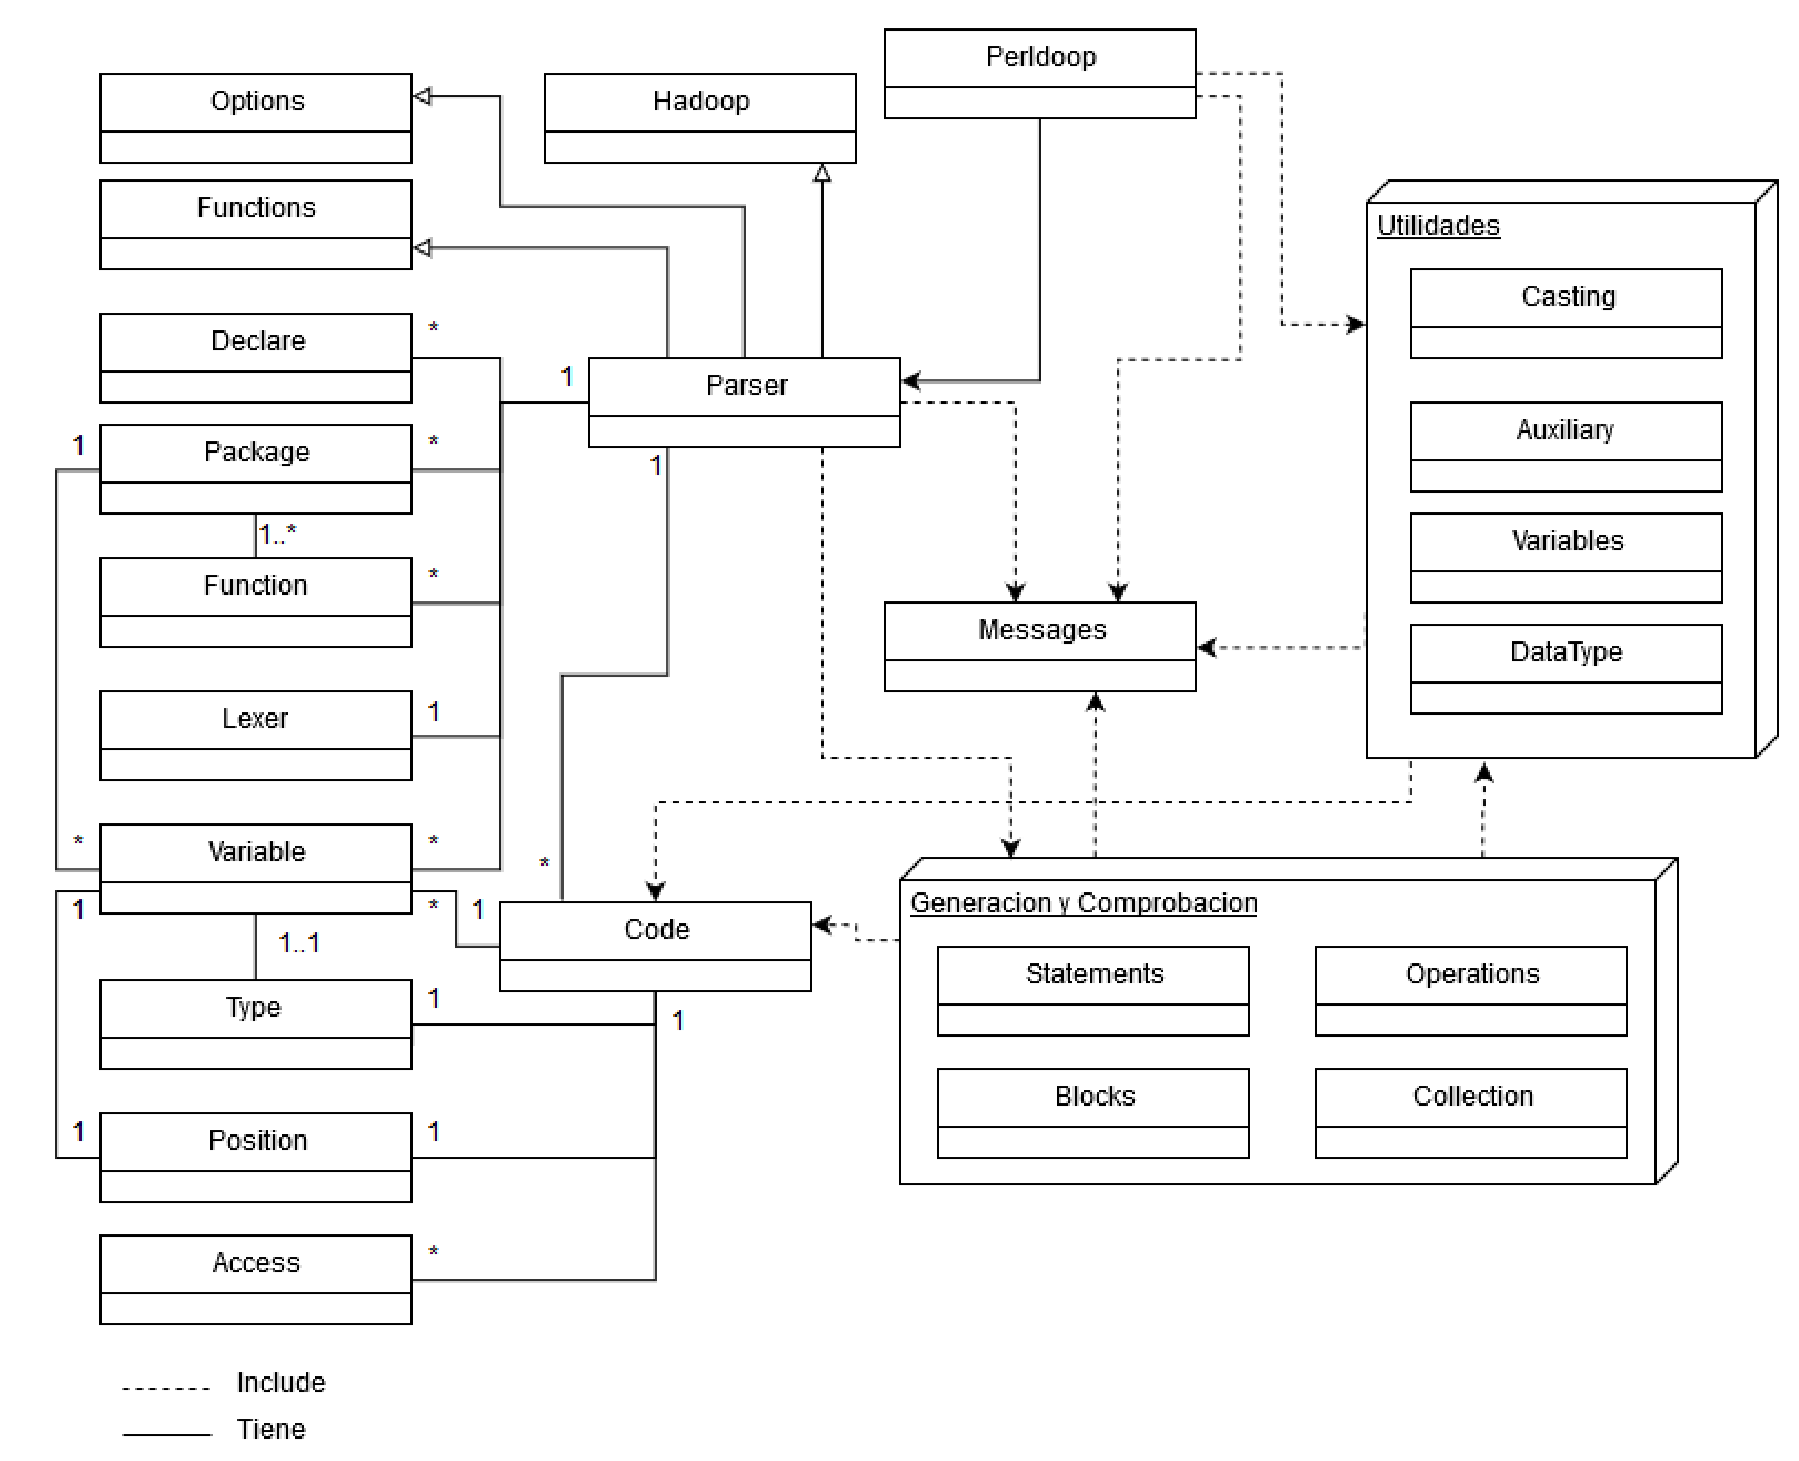 Perldoop
Options
Hadoop
Functions
Utilidades
Casting
Declare
*
1
Parser
Auxiliary
1
Package
*
1
Variables
1..*
Function
*
Messages
DataType
Lexer
1
*
Variable
*
*
1
*
1
Code
Generacion y Comprobacion
1..1
Statements
Operations
Type
1
1
Blocks
Collection
1
Position
1
Access
*
Include
Tiene